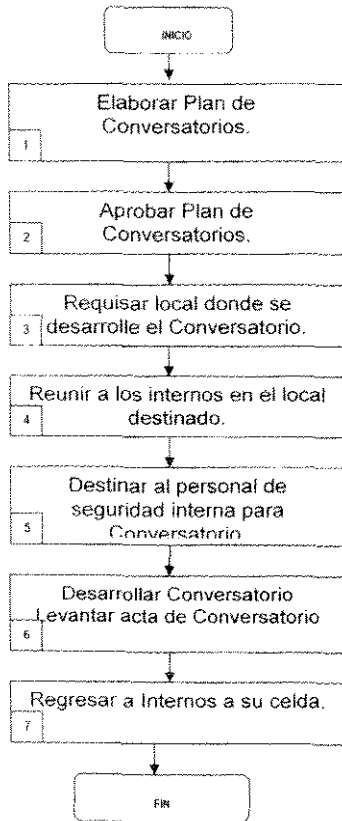 INICIO
Elaborar Plan de
Conversatorios.
1
Aprobar Plan de
Conversatorios.
2
Requisar local donde se
desarrolle el Conversatorio.
3
Reunir a los internos en el local
destinado.
4
Destinar al personal de
seguridad interna para
Conversatorio
5
Desarrollar Conversatorio
Levantar acta de Conversatorio
6
Regresar a Internos a su celda.
7
FIN